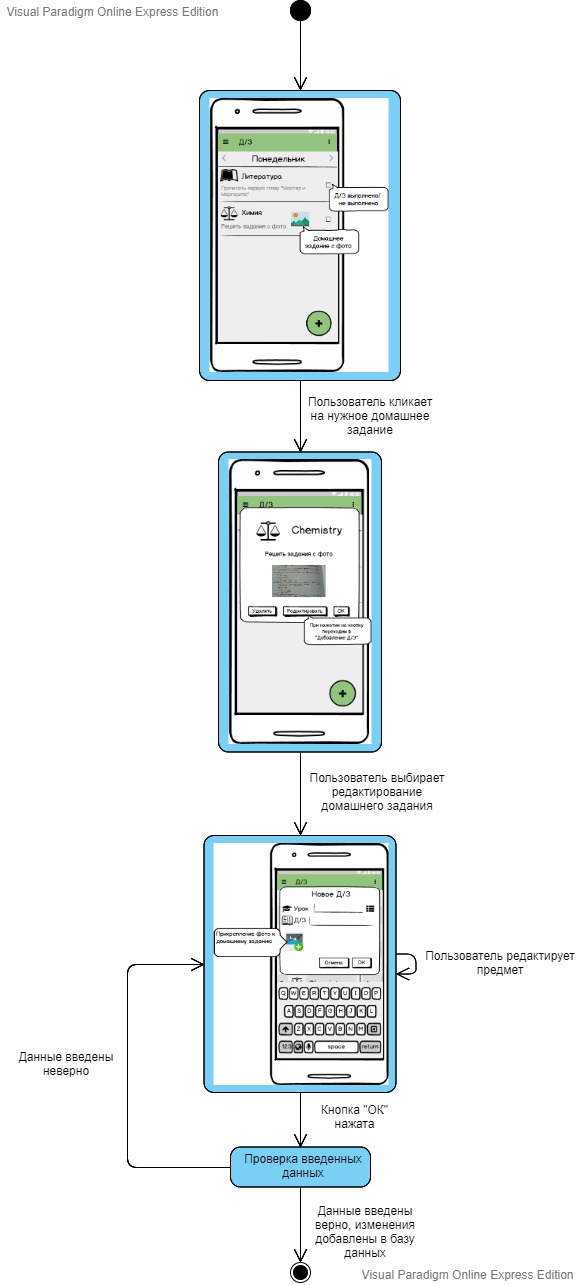 Visual Paradigm Online Express Edition
Д/З
Понедельник
Литература
Прочитать первую главу "Мастер и
Маргарита"
Д/З выполнено/
не выполнено
Химия
Решить задания с фото
Домашнее
задание с фото
+
Пользователь кликает
на нужное домашнее
задание
Д/З
Chemistry
Решить задания с фото
Удалить
Редактировать
OK
При нажатии на кнопку
переходим в
"Добавление Д/З"
+
Пользователь выбирает
редактирование
домашнего задания
Д/З
Новое Д/З
Урок
Д/З
Прикрепление фото к
домашнему заданию
Отмена
OK
Q W E R T Y U I O P
A S D F G H J K L
Z X C V B N M
123
space
return
Пользователь редактирует
предмет
Данные введены
неверно
Кнопка "ОК"
нажата
Проверка введенных
данных
Данные введены
верно, изменения
добавлены в базу
данных
Visual Paradigm Online Express Edition